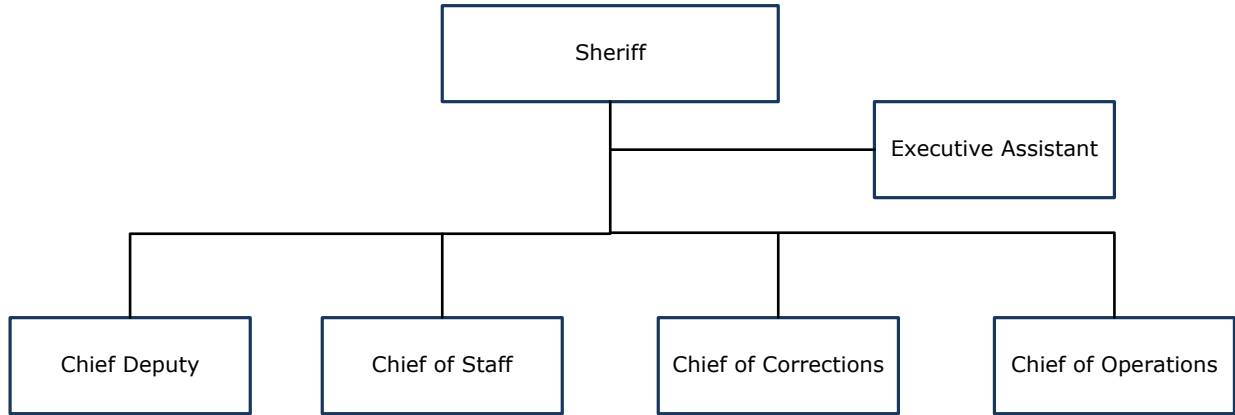 Sheriff
Executive Assistant
Chief Deputy
Chief of Staff
Chief of Corrections
Chief of Operations